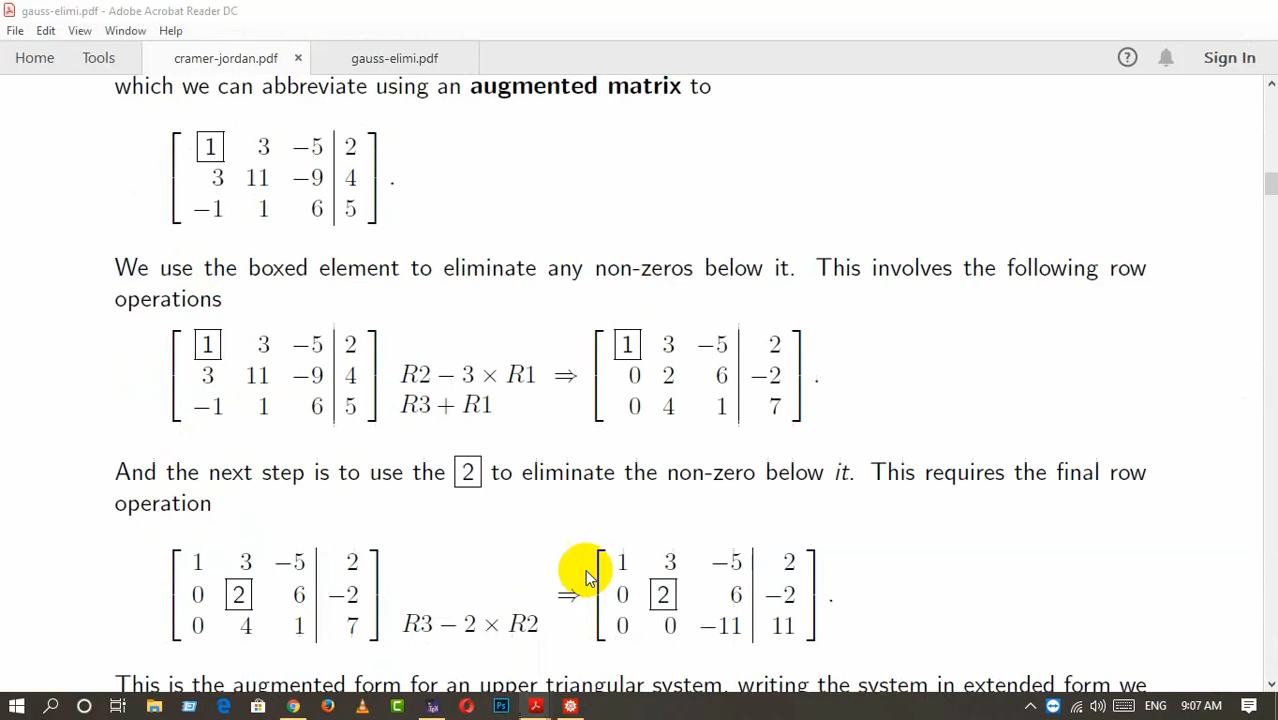 gauss-elimi.pdf - Adobe Acrobat Reader DC
File Edit View Window Help
Home Tools cramer-jordan.pdf × gauss-elimi.pdf ? Sign In
which we can abbreviate using an augmented matrix to
1 3 −5 2
3 11 −9 4 .
−1 1 6 5
We use the boxed element to eliminate any non-zeros below it. This involves the following row
operations
1 3 −5 2 1 3 −5 2
3 11 −9 4 R2 − 3 × R1 ⇒ 0 2 6 −2 .
−1 1 6 5 R3 + R1 0 4 1 7
And the next step is to use the 2 to eliminate the non-zero below it. This requires the final row
operation
1 3 −5 2 1 3 −5 2
0 2 6 −2 ⇒ 0 2 6 −2 .
0 4 1 7 R3 − 2 × R2 0 0 −11 11
This is the augmented form for an upper triangular system, writing the system in extended form we
9:07 AM